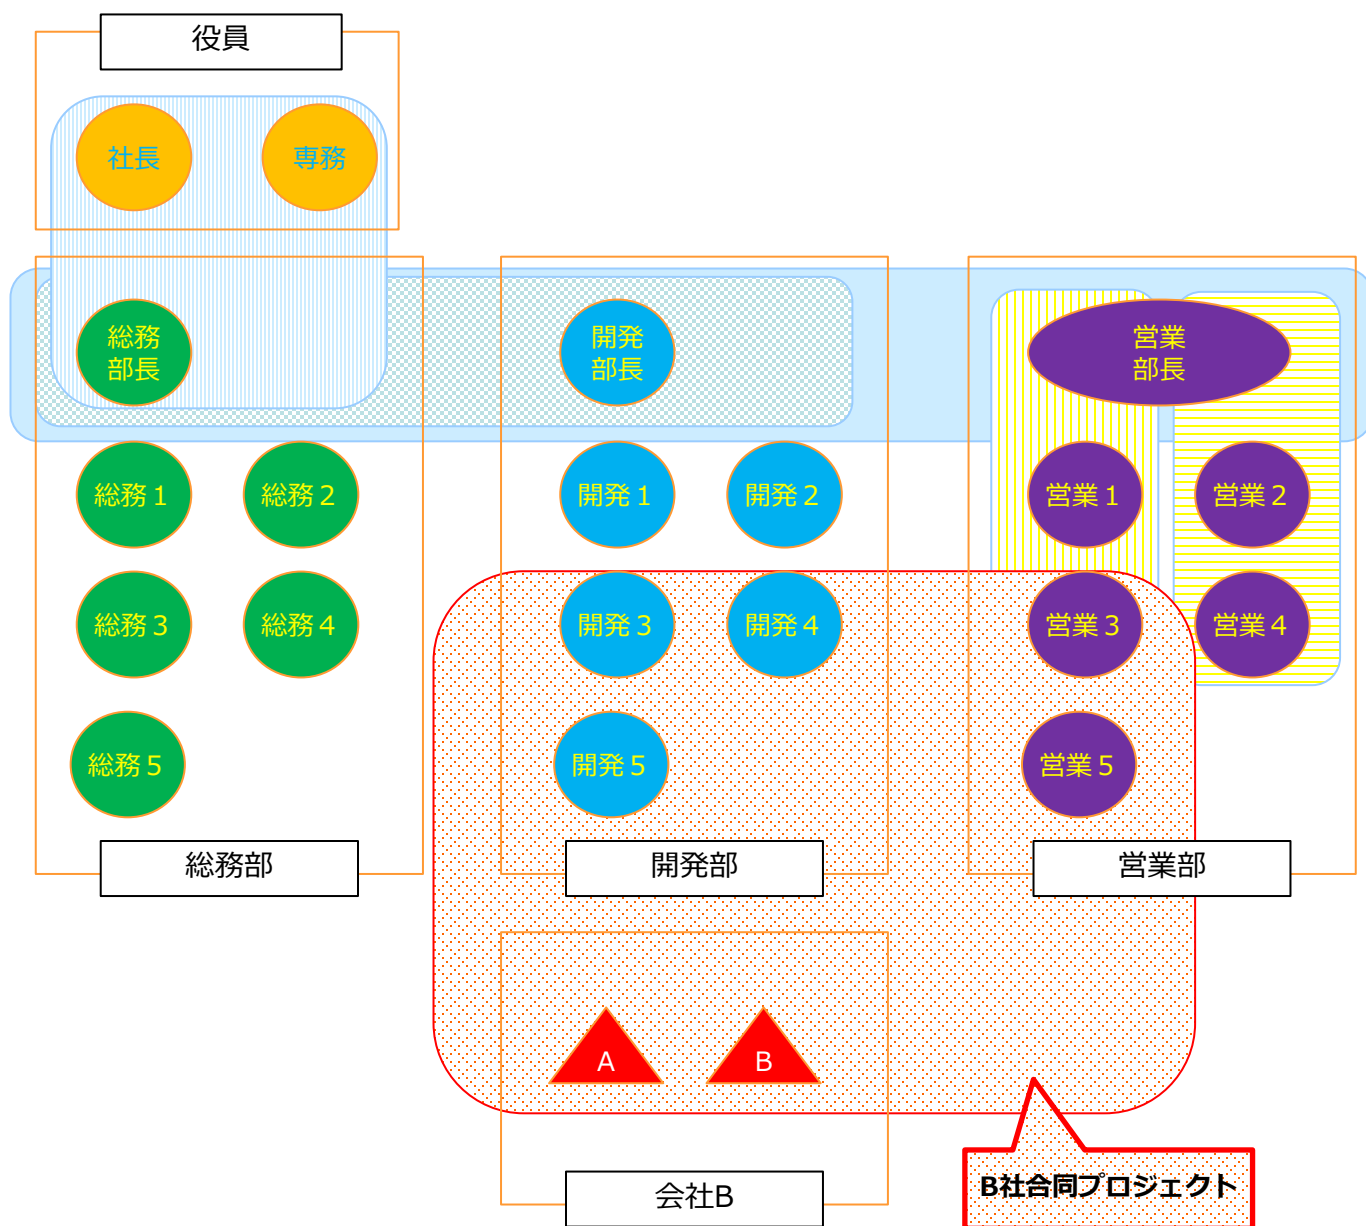 役員
社長
専務
総務
部長
開発
部長
営業
部長
総務１
総務２
開発１
開発２
営業１
営業２
総務３
総務４
開発３
開発４
営業３
営業４
総務５
開発５
営業５
総務部
開発部
営業部
A
B
会社B
B社合同プロジェクト